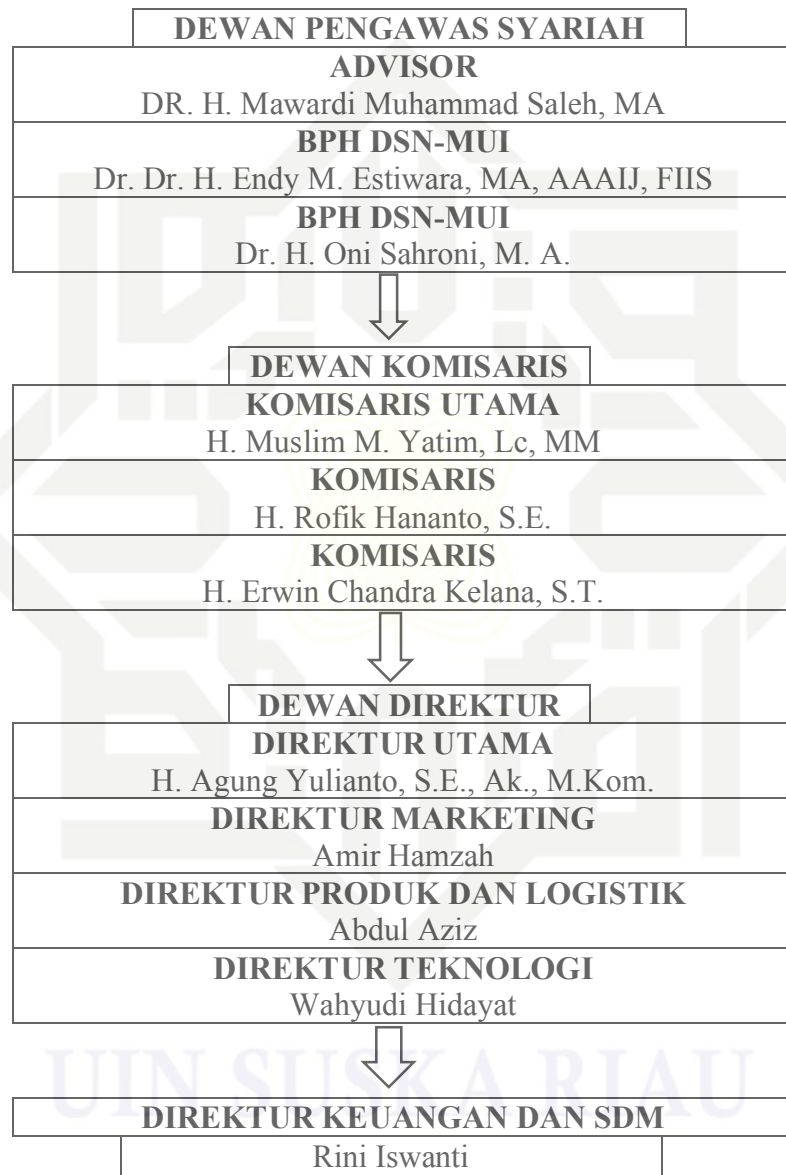 DEWAN PENGAWAS SYARIAH
ADVISOR
DR. H. Mawardi Muhammad Saleh, MA
BPH DSN-MUI
Dr. Dr. H. Endy M. Estiwara, MA, AAAIJ, FIIS
BPH DSN-MUI
Dr. H. Oni Sahroni, M. A.
DEWAN KOMISARIS
KOMISARIS UTAMA
H. Muslim M. Yatim, Lc, MM
KOMISARIS
H. Rofik Hananto, S.E.
KOMISARIS
H. Erwin Chandra Kelana, S.T.
DEWAN DIREKTUR
DIREKTUR UTAMA
H. Agung Yulianto, S.E., Ak., M.Kom.
DIREKTUR MARKETING
Amir Hamzah
DIREKTUR PRODUK DAN LOGISTIK
Abdul Aziz
DIREKTUR TEKNOLOGI
Wahyudi Hidayat
UIN SUSKA RIAU
DIREKTUR KEUANGAN DAN SDM
Rini Iswanti